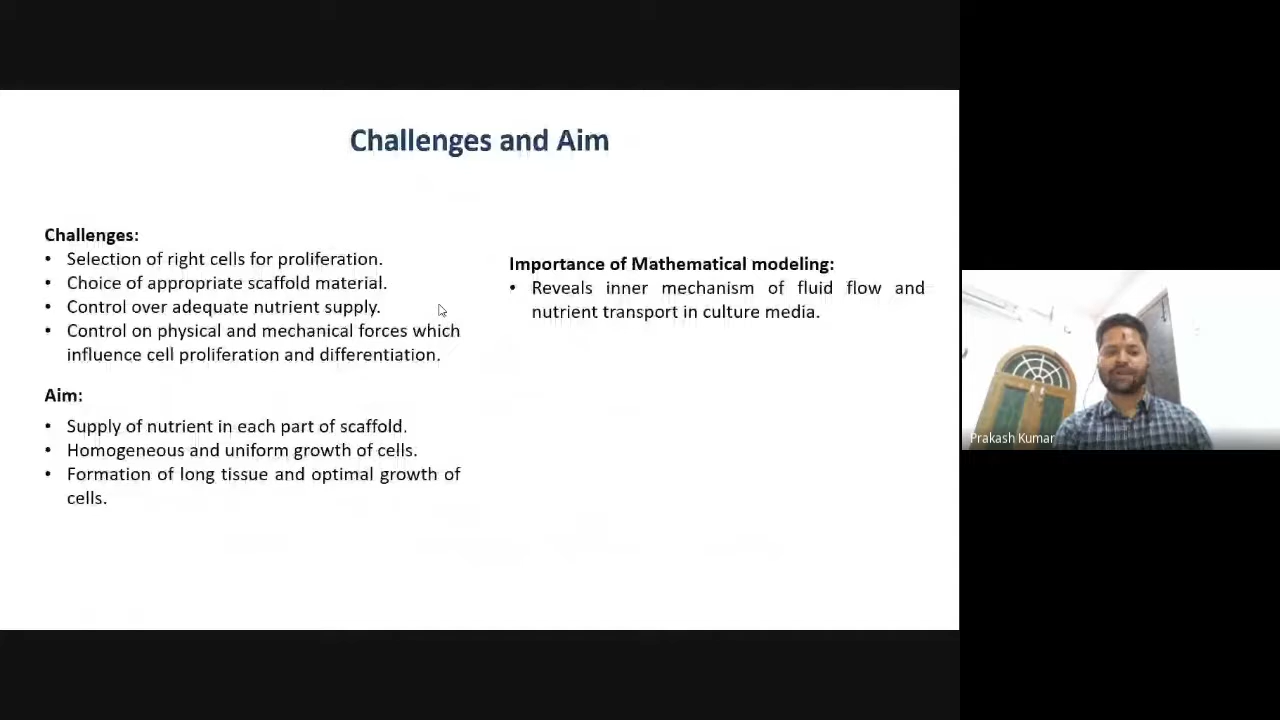 Challenges and Aim
Challenges:
• Selection of right cells for proliferation.
• Choice of appropriate scaffold material.
• Control over adequate nutrient supply.
• Control on physical and mechanical forces which
influence cell proliferation and differentiation.
Aim:
• Supply of nutrient in each part of scaffold.
• Homogeneous and uniform growth of cells.
• Formation of long tissue and optimal growth of
cells.
Importance of Mathematical modeling:
• Reveals inner mechanism of fluid flow and
nutrient transport in culture media.
Prakash Kumar